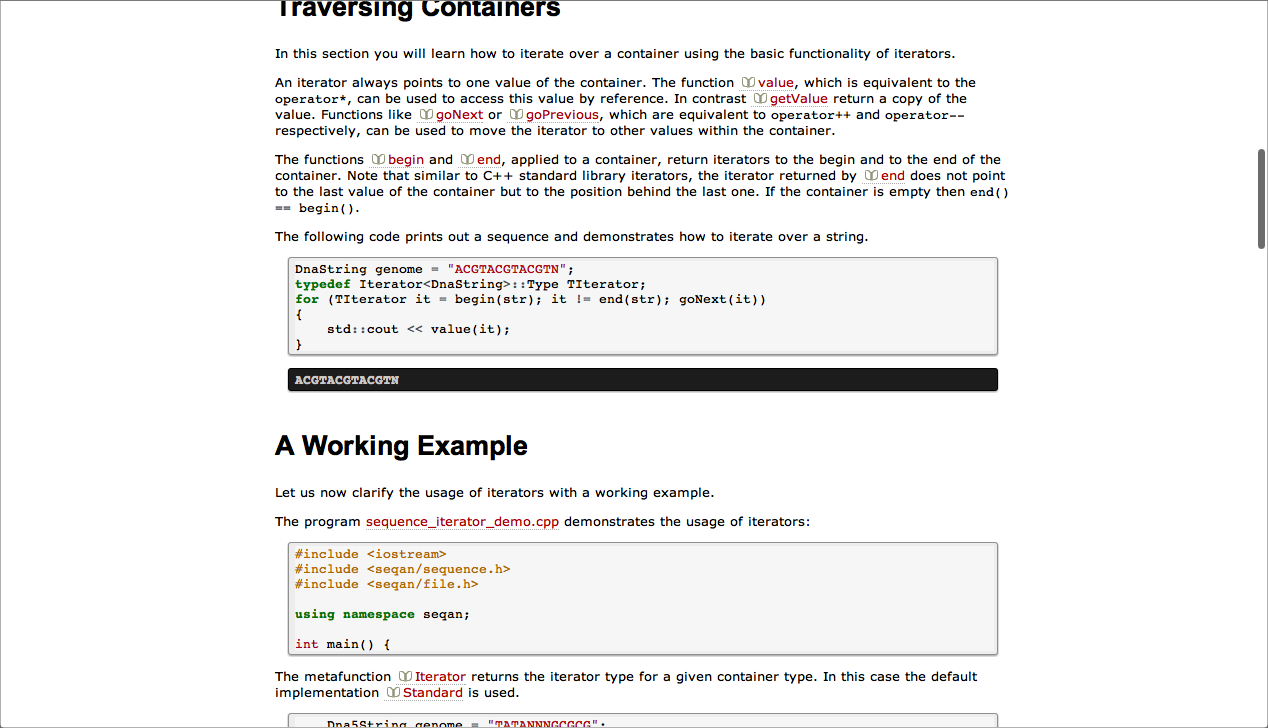 Traversing Containers
In this section you will learn how to iterate over a container using the basic functionality of iterators.
An iterator always points to one value of the container. The function value, which is equivalent to the
operator*, can be used to access this value by reference. In contrast getValue return a copy of the
value. Functions like goNext or goPrevious, which are equivalent to operator++ and operator--
respectively, can be used to move the iterator to other values within the container.
The functions begin and end, applied to a container, return iterators to the begin and to the end of the
container. Note that similar to C++ standard library iterators, the iterator returned by end does not point
to the last value of the container but to the position behind the last one. If the container is empty then end()
== begin().
The following code prints out a sequence and demonstrates how to iterate over a string.
DnaString genome = "ACGTACGTACGTN";
typedef Iterator<DnaString>::Type TIterator;
for (TIterator it = begin(str); it != end(str); goNext(it))
{
    std::cout << value(it);
}
ACGTACGTACGTN
A Working Example
Let us now clarify the usage of iterators with a working example.
The program sequence_iterator_demo.cpp demonstrates the usage of iterators:
#include <iostream>
#include <seqan/sequence.h>
#include <seqan/file.h>
using namespace seqan;
int main() {
The metafunction Iterator returns the iterator type for a given container type. In this case the default
implementation Standard is used.
    Dna5String genome = "TATANNNGCGCG";